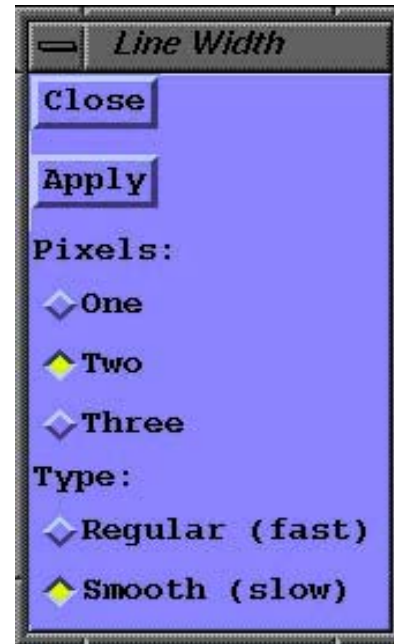 Line Width
Close
Apply
Pixels:
One
Two
Three
Type:
Regular (fast)
Smooth (slow)